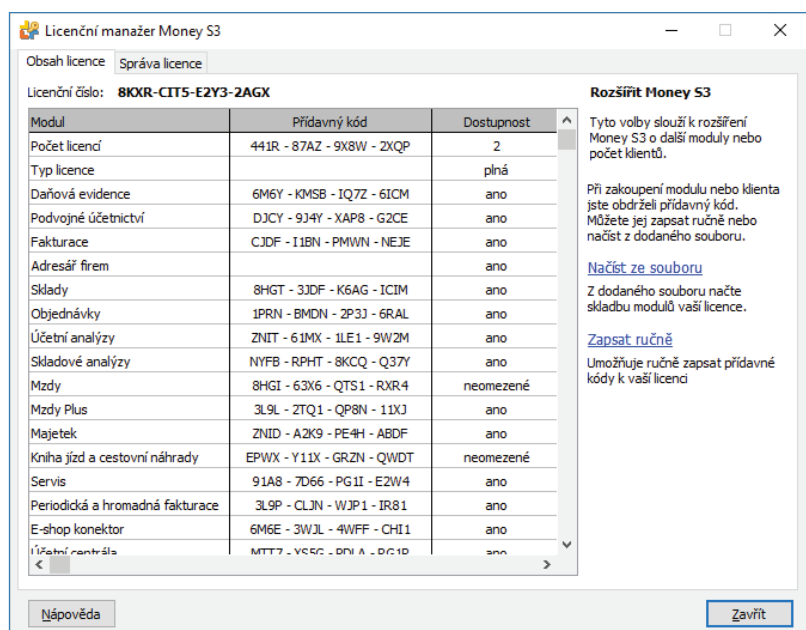 Licenční manažer Money S3
Obsah licence Správa licence
Licenční číslo: 8KXR-CIT5-E2Y3-2AGX
Modul Přídavný kód Dostupnost
Počet licencí 441R - 87AZ - 9X8W - 2XQP 2
Typ licence plná
Daňová evidence 6M6Y - KMSB - IQ7Z - 6ICM ano
Podvojné účetnictví DJCY - 9J4Y - XAP8 - G2CE ano
Fakturace CJDF - I1BN - PMWN - NEJE ano
Adresář firem ano
Sklady 8HGT - 3JDF - K6AG - ICIM ano
Objednávky 1PRN - BMDN - 2P3J - 6RAL ano
Účetní analýzy ZNIT - 61MX - 1LE1 - 9W2M ano
Skladové analýzy NYFB - RPHT - 8KCQ - Q37Y ano
Mzdy 8HGI - 63X6 - QTS1 - RXR4 neomezené
Mzdy Plus 3L9L - 2TQ1 - QP8N - 11XJ ano
Majetek ZNID - A2K9 - PE4H - ABDF ano
Kniha jízd a cestovní náhrady EPWX - Y11X - GRZN - QWDT neomezené
Servis 91A8 - 7D66 - PG1I - E2W4 ano
Periodická a hromadná fakturace 3L9P - CLJN - WJP1 - IR81 ano
E-shop konektor 6M6E - 3WJL - 4WFF - CHI1 ano
Účetní centrála MTT7 - YS5G - PDLA - PG1P ano
Rozšířit Money S3
Tyto volby slouží k rozšíření
Money S3 o další moduly nebo
počet klientů.
Při zakoupení modulu nebo klienta
jste obdrželi přídavný kód.
Můžete jej zapsat ručně nebo
načíst z dodaného souboru.
Načíst ze souboru
Z dodaného souboru načte
skladbu modulů vaší licence.
Zapsat ručně
Umožňuje ručně zapsat přídavné
kódy k vaší licenci
Nápověda Zavřít